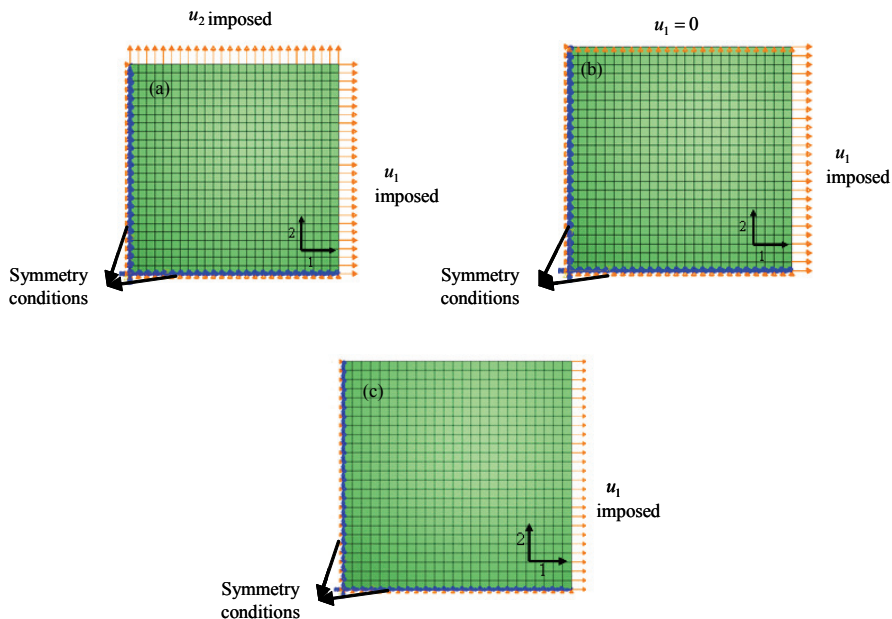 u₂ imposed
(a)
u₁
imposed
2
1
Symmetry
conditions
u₁ = 0
(b)
u₁
imposed
2
1
Symmetry
conditions
(c)
u₁
imposed
2
1
Symmetry
conditions